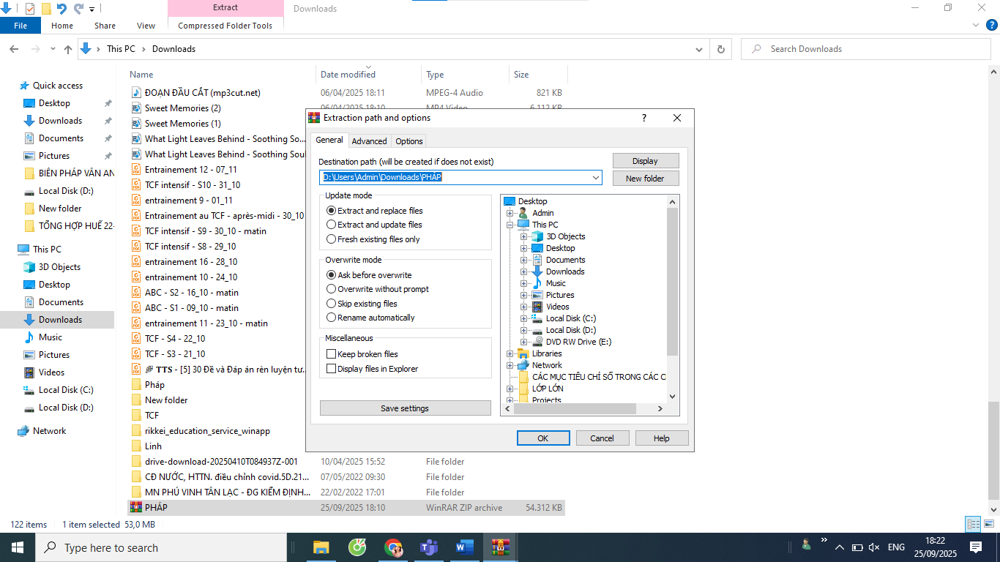 Extract
Downloads
File
Home
Share
View
Compressed Folder Tools
This PC
Downloads
Search Downloads
Name
Date modified
Type
Size
Quick access
Desktop
Downloads
Documents
Pictures
BIÊN PHÁP VÂN AN
Local Disk (D:)
New folder
TỔNG HỢP HUẾ 22-
This PC
3D Objects
Desktop
Documents
Downloads
Music
Pictures
Videos
Local Disk (C:)
Local Disk (D:)
Network
ĐOẠN ĐẦU CẮT (mp3cut.net) 06/04/2025 18:11 MPEG-4 Audio 821 KB
Sweet Memories (2) 06/04/2025 18:10 MP4 Video 6.112 KB
Sweet Memories (1)
What Light Leaves Behind - Soothing So...
What Light Leaves Behind - Soothing Soul
Entrainement 12 - 07_11
TCF intensif - S10 - 31_10
entrainement 9 - 01_11
Entrainement au TCF - après-midi - 30_10
TCF intensif - S9 - 30_10 - matin
TCF intensif - S8 - 29_10
entrainement 16 - 28_10
entrainement 10 - 24_10
ABC - S2 - 16_10 - matin
ABC - S1 - 09_10 - matin
entrainement 11 - 23_10 - matin
TCF - S4 - 22_10
TCF - S3 - 21_10
TTS - [5] 30 Đề và Đáp án rèn luyện tư...
Pháp
New folder
TCF
rikkei_education_service_winapp
Linh
drive-download-20250410T084937Z-001 10/04/2025 15:52 File folder
CĐ NƯỚC, HTTN. điều chỉnh covid.5D.21... 07/05/2022 09:30 File folder
MN PHÚ VINH TÂN LẠC - ĐG KIỂM ĐỊNH... 22/02/2022 17:01 File folder
PHÁP 25/09/2025 18:10 WinRAR ZIP archive 54.312 KB
Extraction path and options
?
General
Advanced
Options
Destination path (will be created if does not exist)
D:\Users\Admin\Downloads\PHÁP
Display
New folder
Update mode
Extract and replace files
Extract and update files
Fresh existing files only
Overwrite mode
Ask before overwrite
Overwrite without prompt
Skip existing files
Rename automatically
Miscellaneous
Keep broken files
Display files in Explorer
Save settings
Desktop
Admin
This PC
3D Objects
Desktop
Documents
Downloads
Music
Pictures
Videos
Local Disk (C:)
Local Disk (D:)
DVD RW Drive (E:)
Libraries
Network
CÁC MỤC TIÊU CHỈ SỐ TRONG CÁC C
LỚP LỚN
Projects
OK
Cancel
Help
122 items
1 item selected 53,0 MB
Type here to search
ENG
18:22
25/09/2025